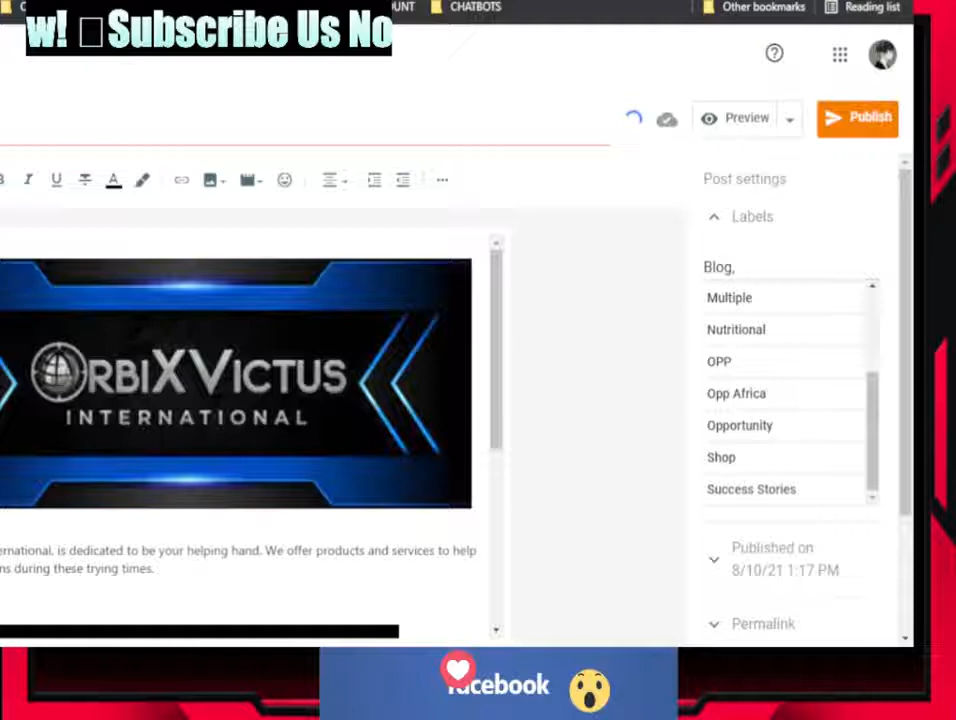 OUNT
CHATBOTS
Other bookmarks
Reading list
w! Subscribe Us No
Preview
Publish
B I U A
Post settings
Labels
Blog,
Multiple
Nutritional
OPP
Opp Africa
Opportunity
Shop
Success Stories
ORBIXVICTUS
INTERNATIONAL
ernational, is dedicated to be your helping hand. We offer products and services to help
ns during these trying times.
Published on
8/10/21 1:17 PM
Permalink
facebook